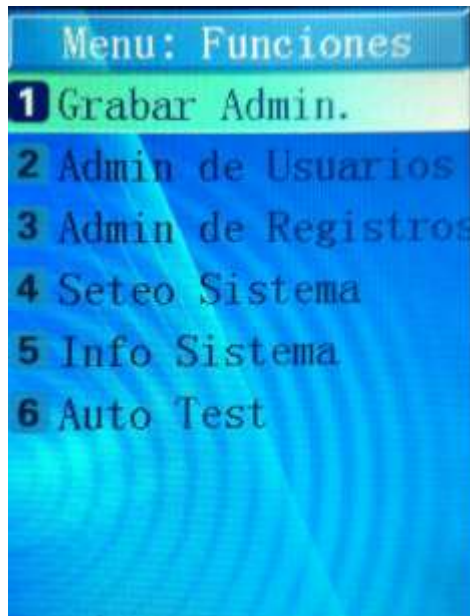 Menu: Funciones
1 Grabar Admin.
2 Admin de Usuarios
3 Admin de Registros
4 Seteo Sistema
5 Info Sistema
6 Auto Test